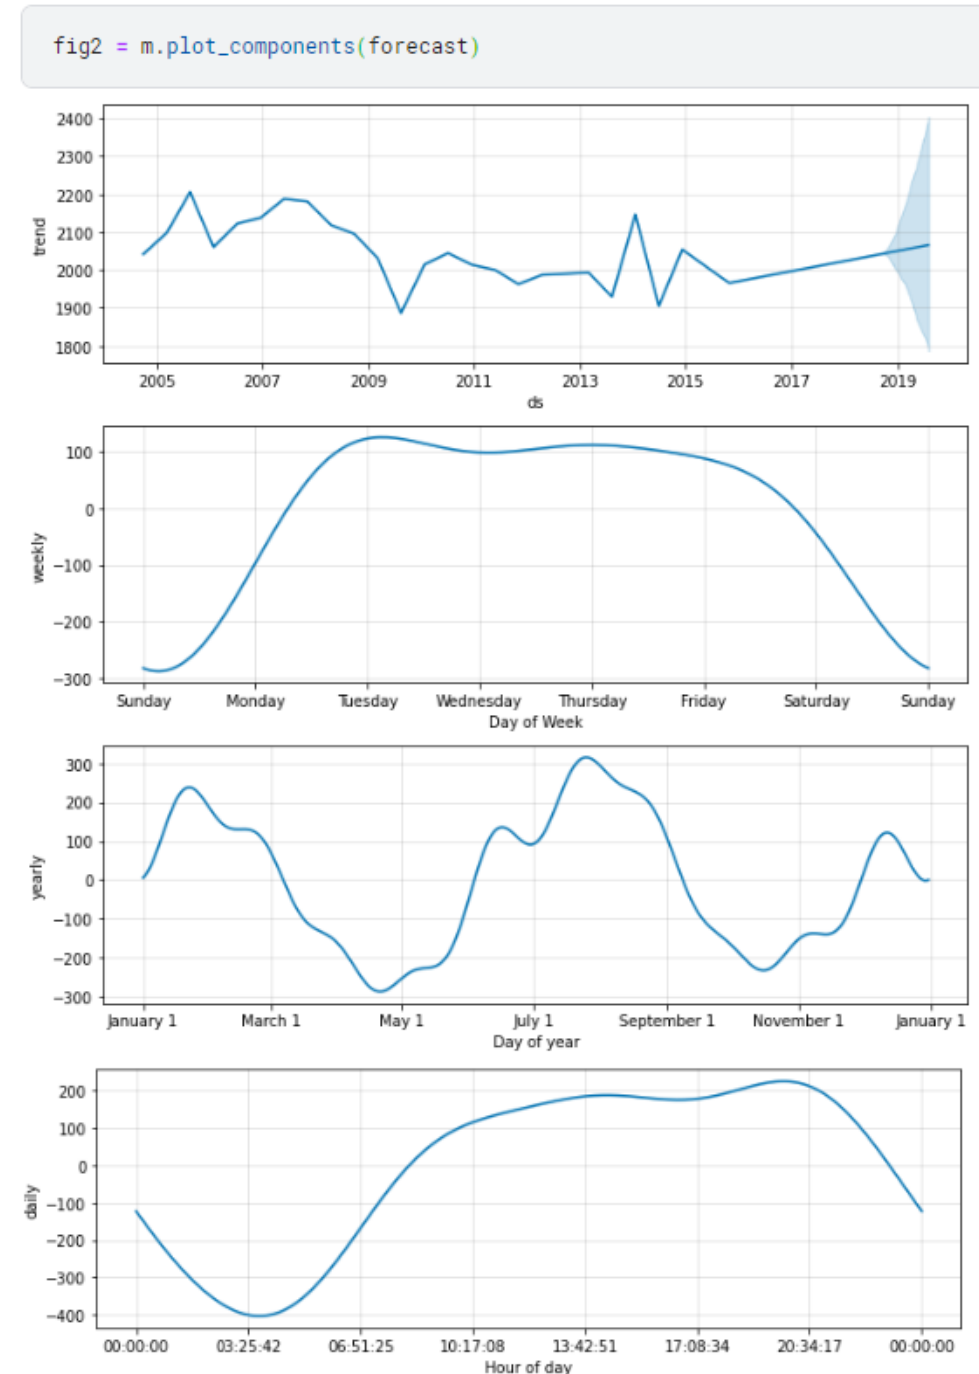 fig2 = m.plot_components(forecast)
2400
2300
2200
2100
2000
1900
1800
trend
2005 2007 2009 2011 2013 2015 2017 2019
ds
100
0
−100
−200
−300
weekly
Sunday Monday Tuesday Wednesday Thursday Friday Saturday Sunday
Day of Week
300
200
100
0
−100
−200
−300
yearly
January 1 March 1 May 1 July 1 September 1 November 1 January 1
Day of year
200
100
0
−100
−200
−300
−400
daily
00:00:00 03:25:42 06:51:25 10:17:08 13:42:51 17:08:34 20:34:17 00:00:00
Hour of day